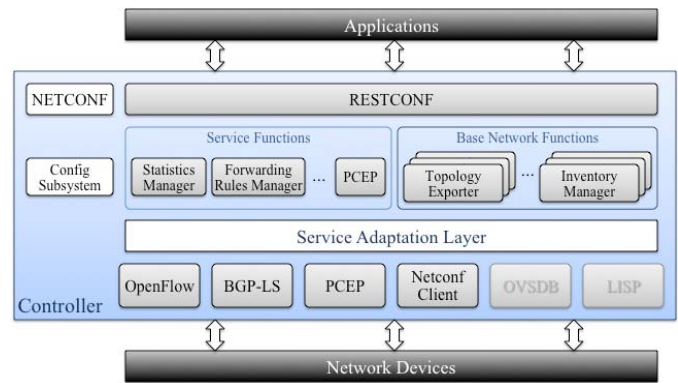 Applications
NETCONF
RESTCONF
Service Functions
Base Network Functions
Config
Subsystem
Statistics
Manager
Forwarding
Rules Manager
...
PCEP
Topology
Exporter
...
Inventory
Manager
Service Adaptation Layer
OpenFlow
BGP-LS
PCEP
Netconf
Client
OVSDB
LISP
Controller
Network Devices